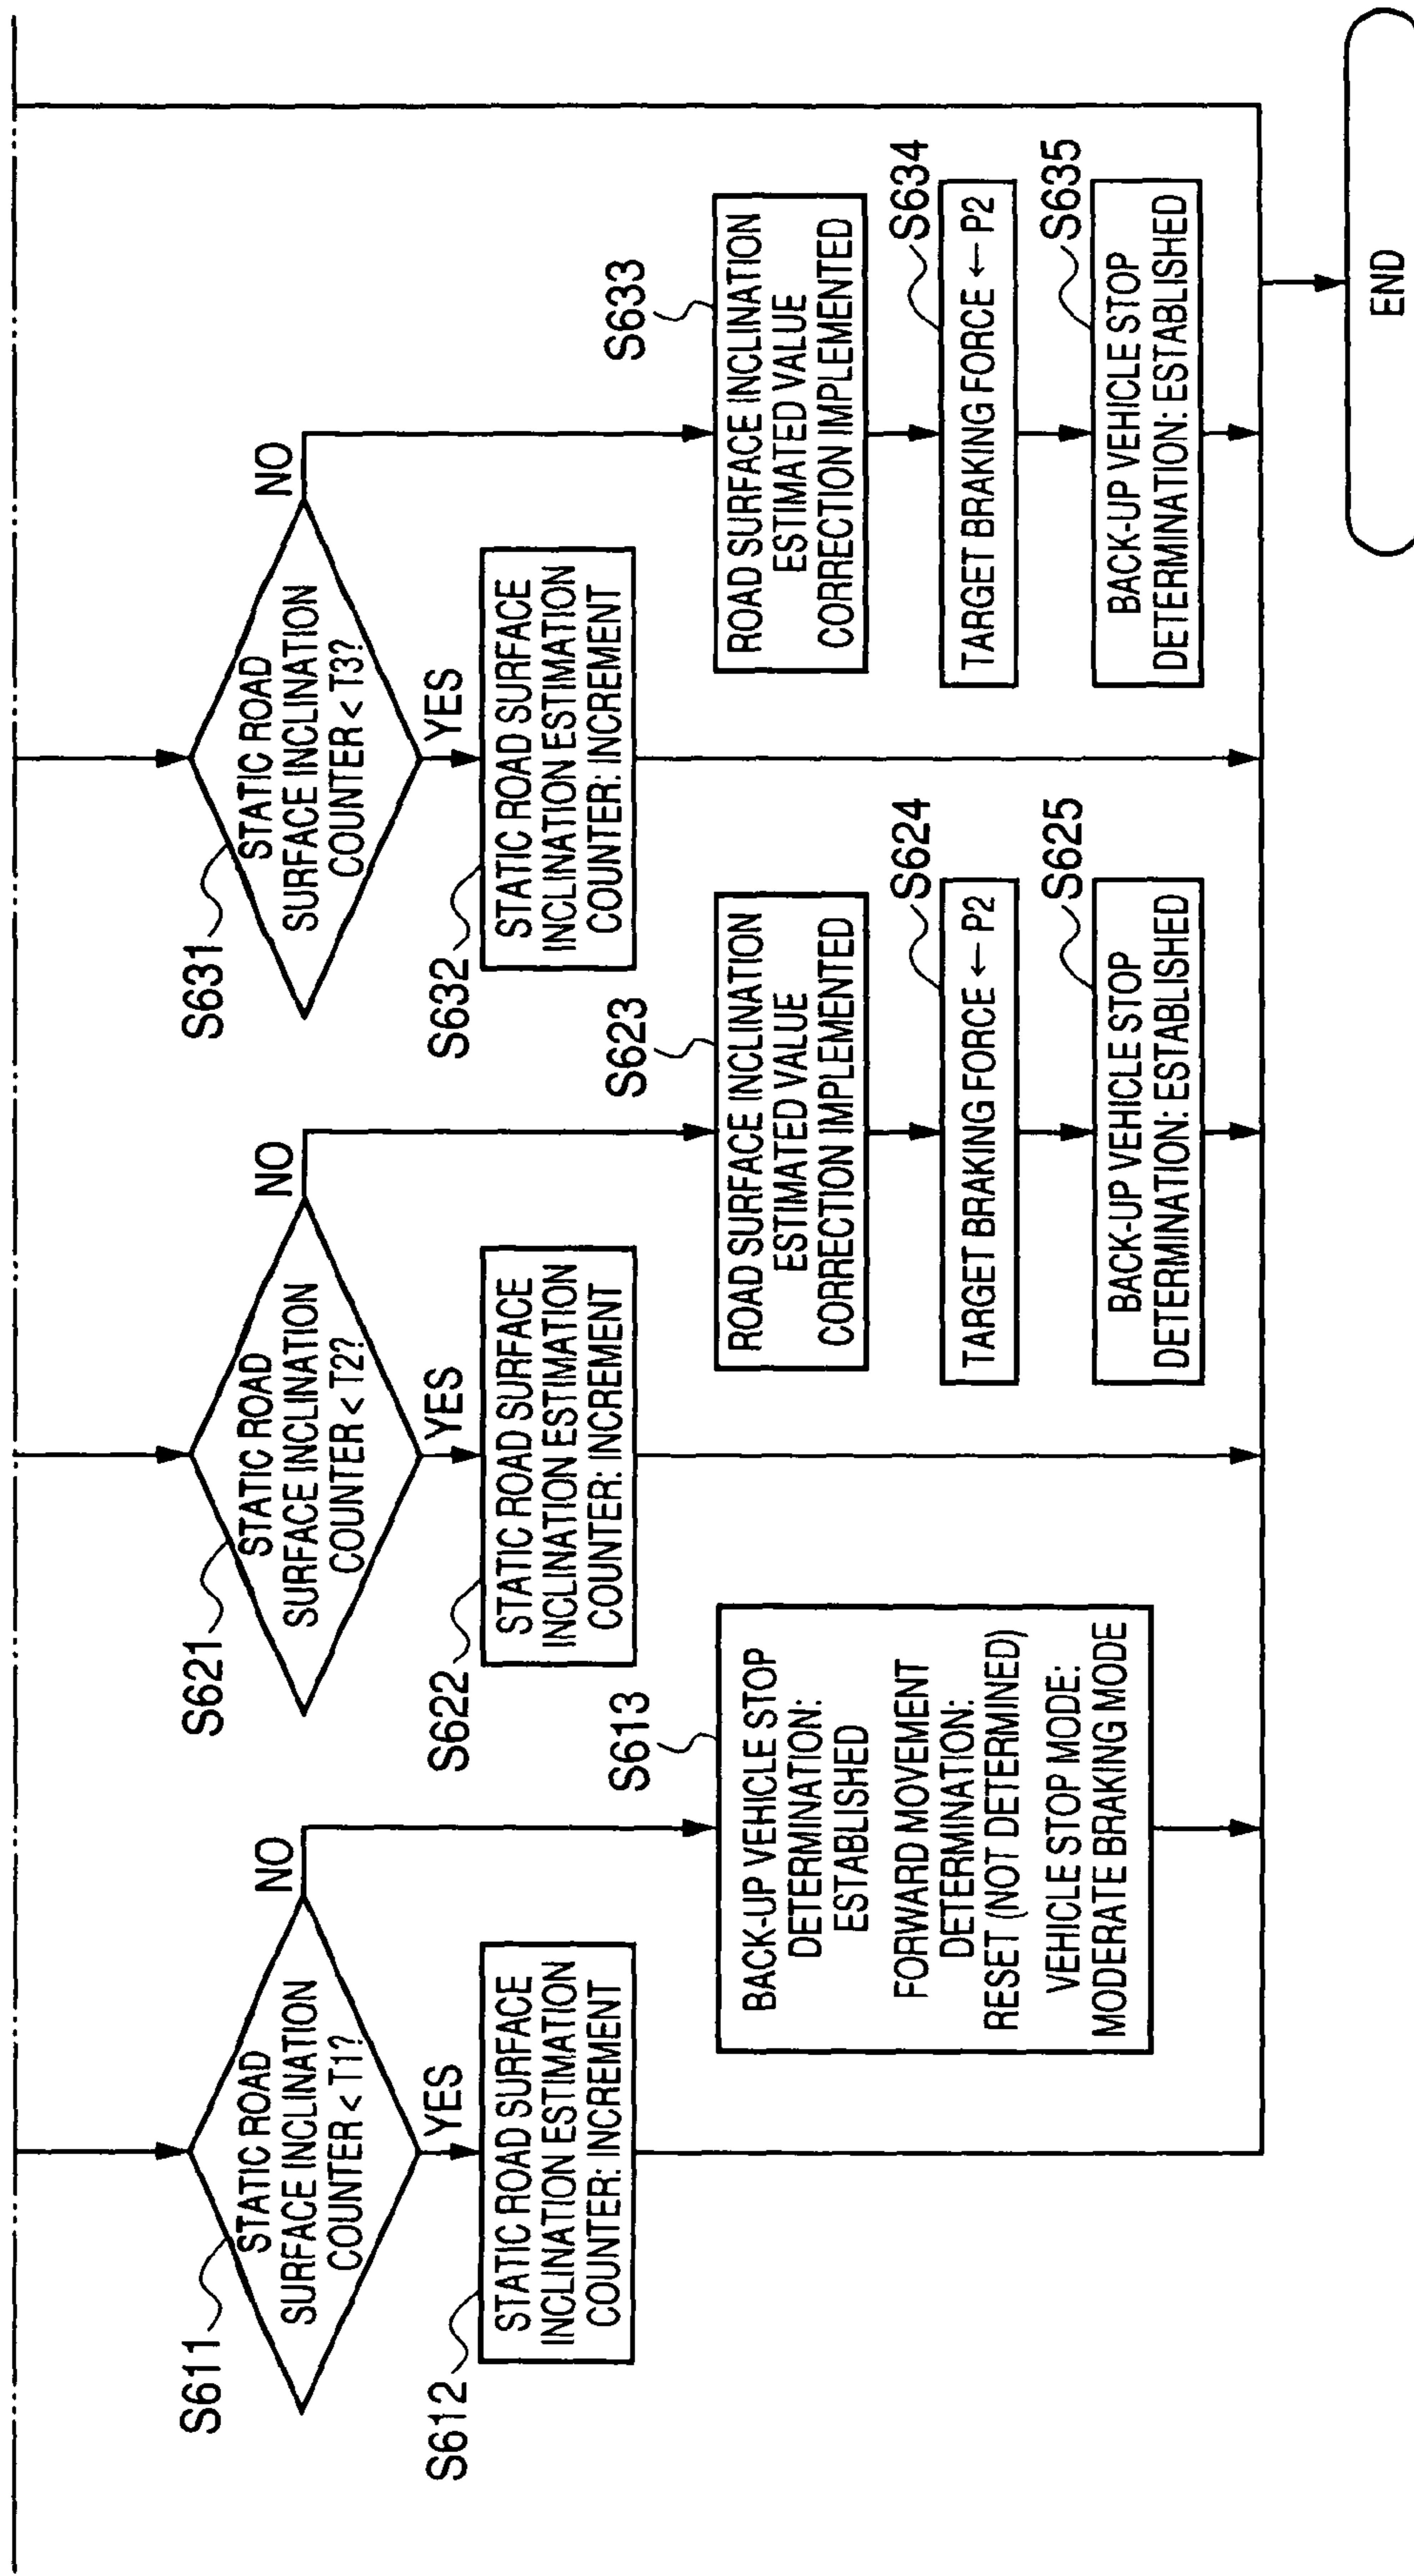 S611
STATIC ROAD
SURFACE INCLINATION
COUNTER < T1?
NO
YES
S612
STATIC ROAD SURFACE
INCLINATION ESTIMATION
COUNTER: INCREMENT
S613
BACK-UP VEHICLE STOP
DETERMINATION:
ESTABLISHED
FORWARD MOVEMENT
DETERMINATION:
RESET (NOT DETERMINED)
VEHICLE STOP MODE:
MODERATE BRAKING MODE
S621
STATIC ROAD
SURFACE INCLINATION
COUNTER < T2?
NO
YES
S622
STATIC ROAD SURFACE
INCLINATION ESTIMATION
COUNTER: INCREMENT
S623
ROAD SURFACE INCLINATION
ESTIMATED VALUE
CORRECTION IMPLEMENTED
S624
TARGET BRAKING FORCE ← P2
S625
BACK-UP VEHICLE STOP
DETERMINATION: ESTABLISHED
S631
STATIC ROAD
SURFACE INCLINATION
COUNTER < T3?
NO
YES
S632
STATIC ROAD SURFACE
INCLINATION ESTIMATION
COUNTER: INCREMENT
S633
ROAD SURFACE INCLINATION
ESTIMATED VALUE
CORRECTION IMPLEMENTED
S634
TARGET BRAKING FORCE ← P2
S635
BACK-UP VEHICLE STOP
DETERMINATION: ESTABLISHED
END